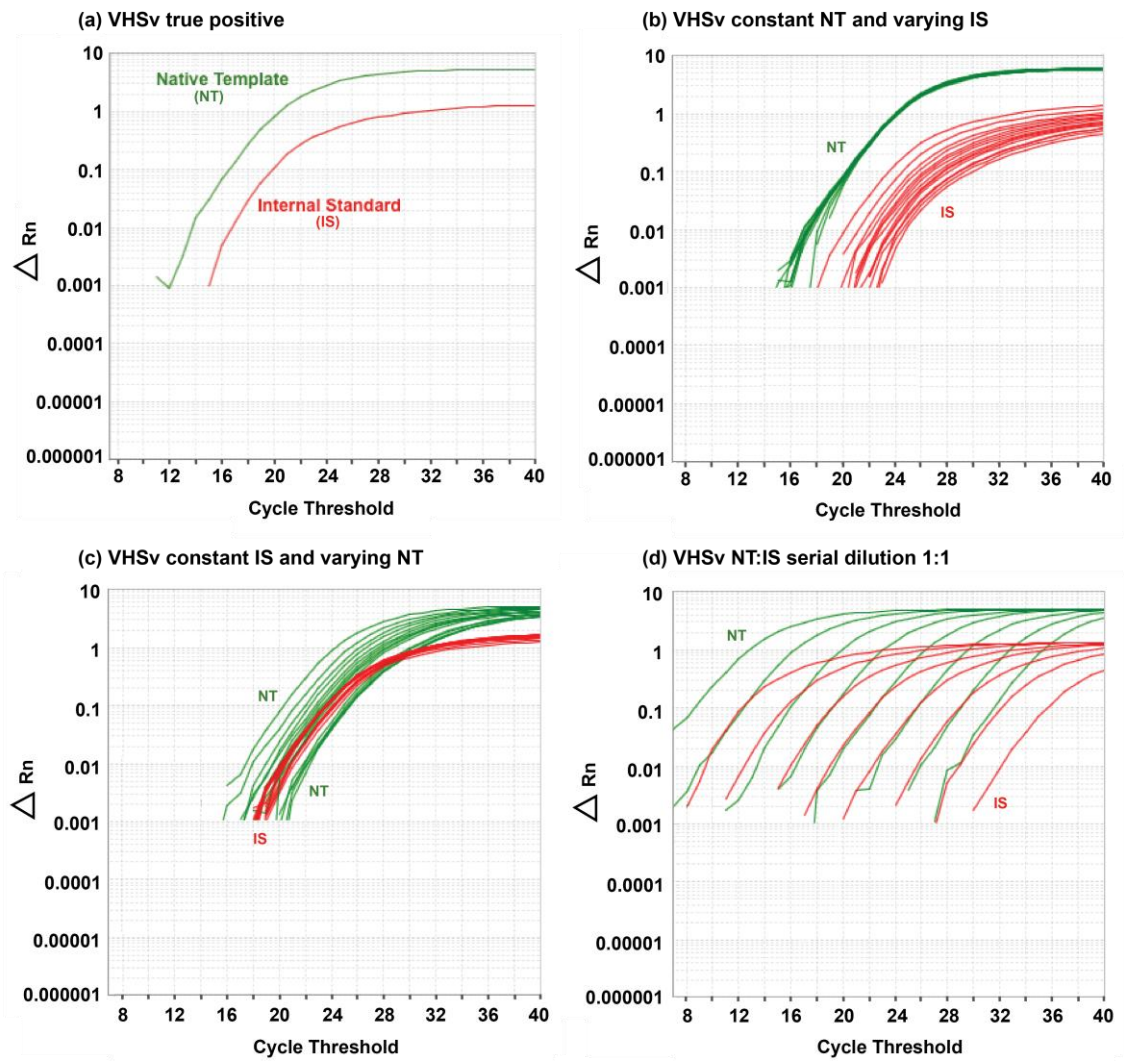 (a) VHSv true positive
10
1
0.1
0.01
0.001
0.0001
0.00001
0.000001
△ Rn
Native Template
(NT)
Internal Standard
(IS)
8 12 16 20 24 28 32 36 40
Cycle Threshold
(b) VHSv constant NT and varying IS
10
1
0.1
0.01
0.001
0.0001
0.00001
0.000001
△ Rn
NT
IS
8 12 16 20 24 28 32 36 40
Cycle Threshold
(c) VHSv constant IS and varying NT
10
1
0.1
0.01
0.001
0.0001
0.00001
0.000001
△ Rn
NT
NT
IS
8 12 16 20 24 28 32 36 40
Cycle Threshold
(d) VHSv NT:IS serial dilution 1:1
10
1
0.1
0.01
0.001
0.0001
0.00001
0.000001
△ Rn
NT
IS
8 12 16 20 24 28 32 36 40
Cycle Threshold